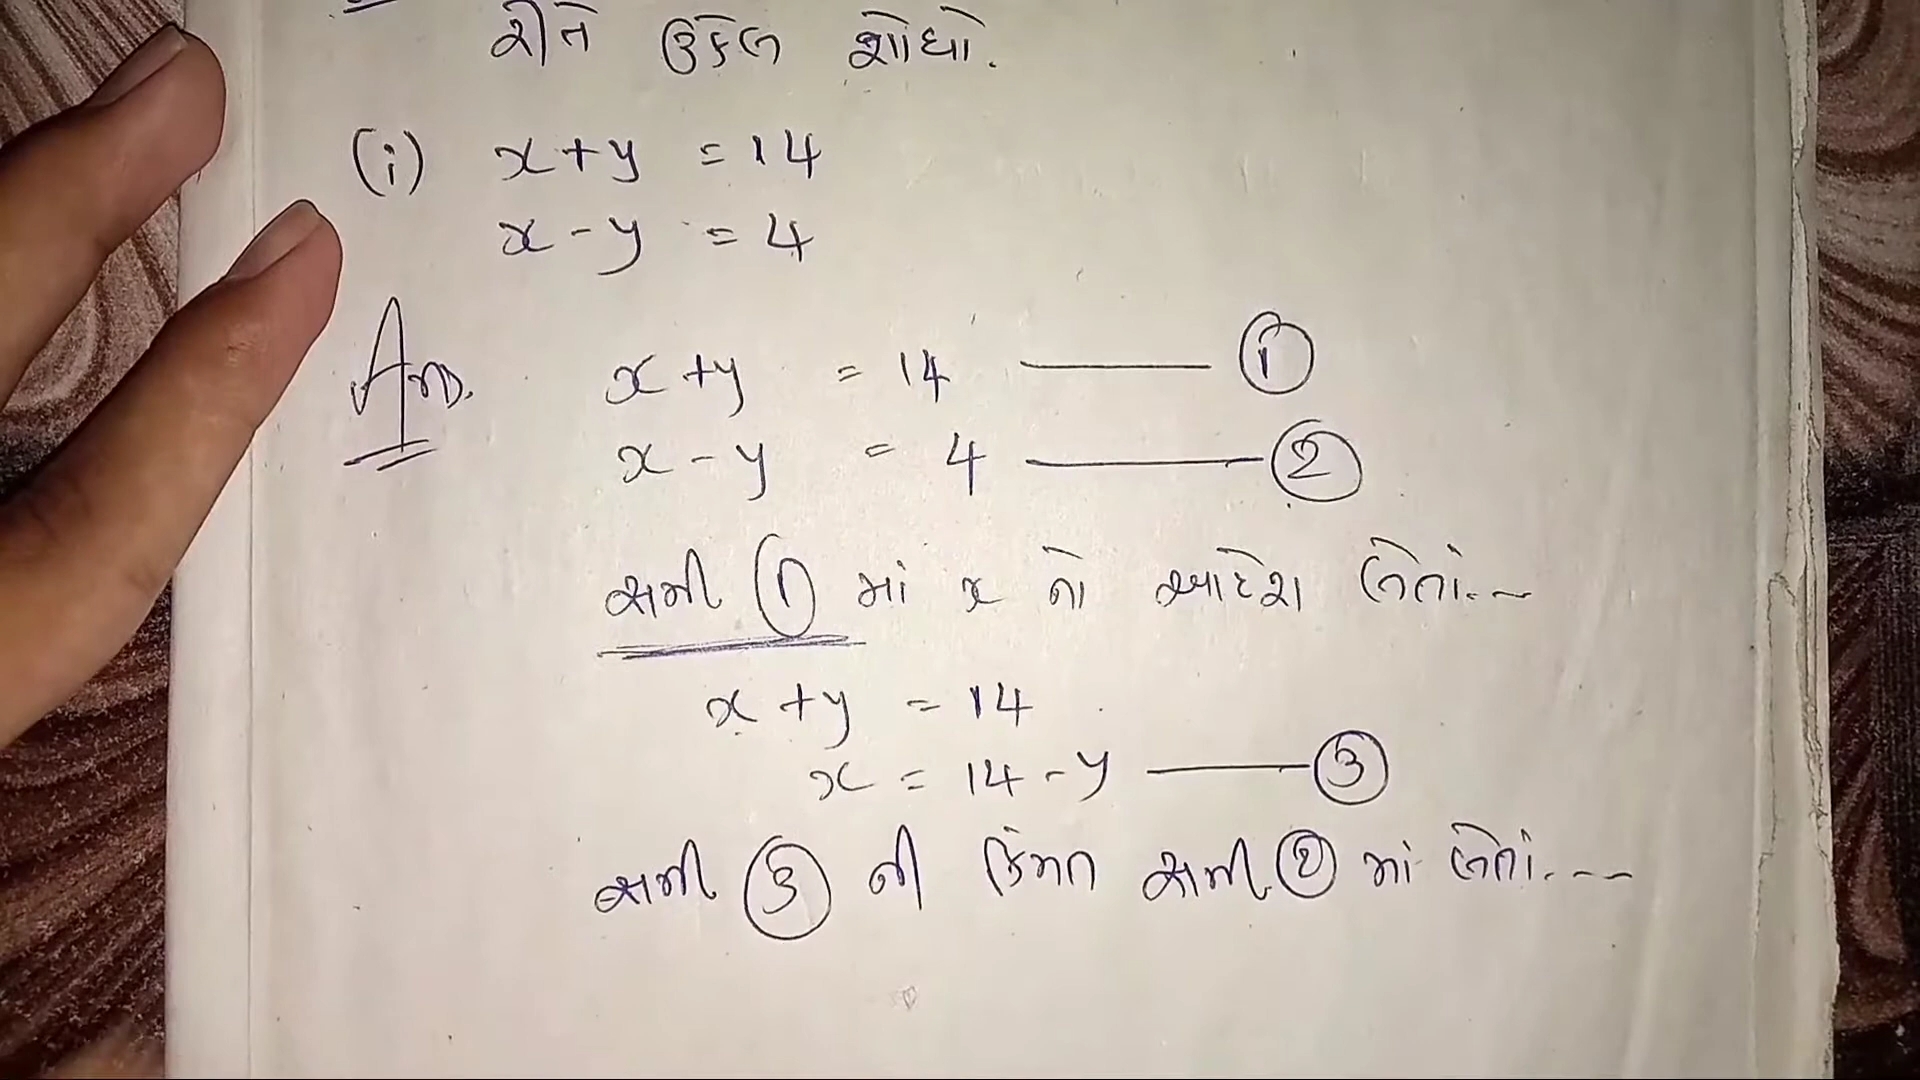 રીતે ઉકેલ શોધો.
(i) x+y = 14
x-y = 4
Ans. x+y = 14 ——— ①
x-y = 4 ——— ②
સમી ① માં x નો આદેશ લેતાં...
x+y = 14
x = 14-y ——— ③
સમી ③ ની કિંમત સમી ② માં લેતાં....